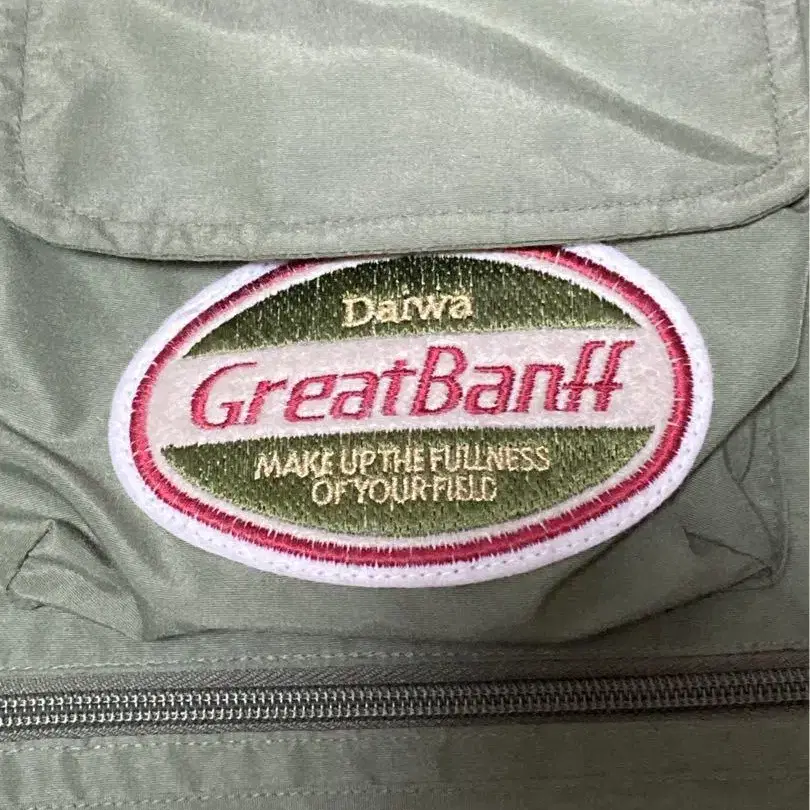 Daiwa
GreatBanff
MAKE UP THE FULLNESS
OF YOUR FIELD